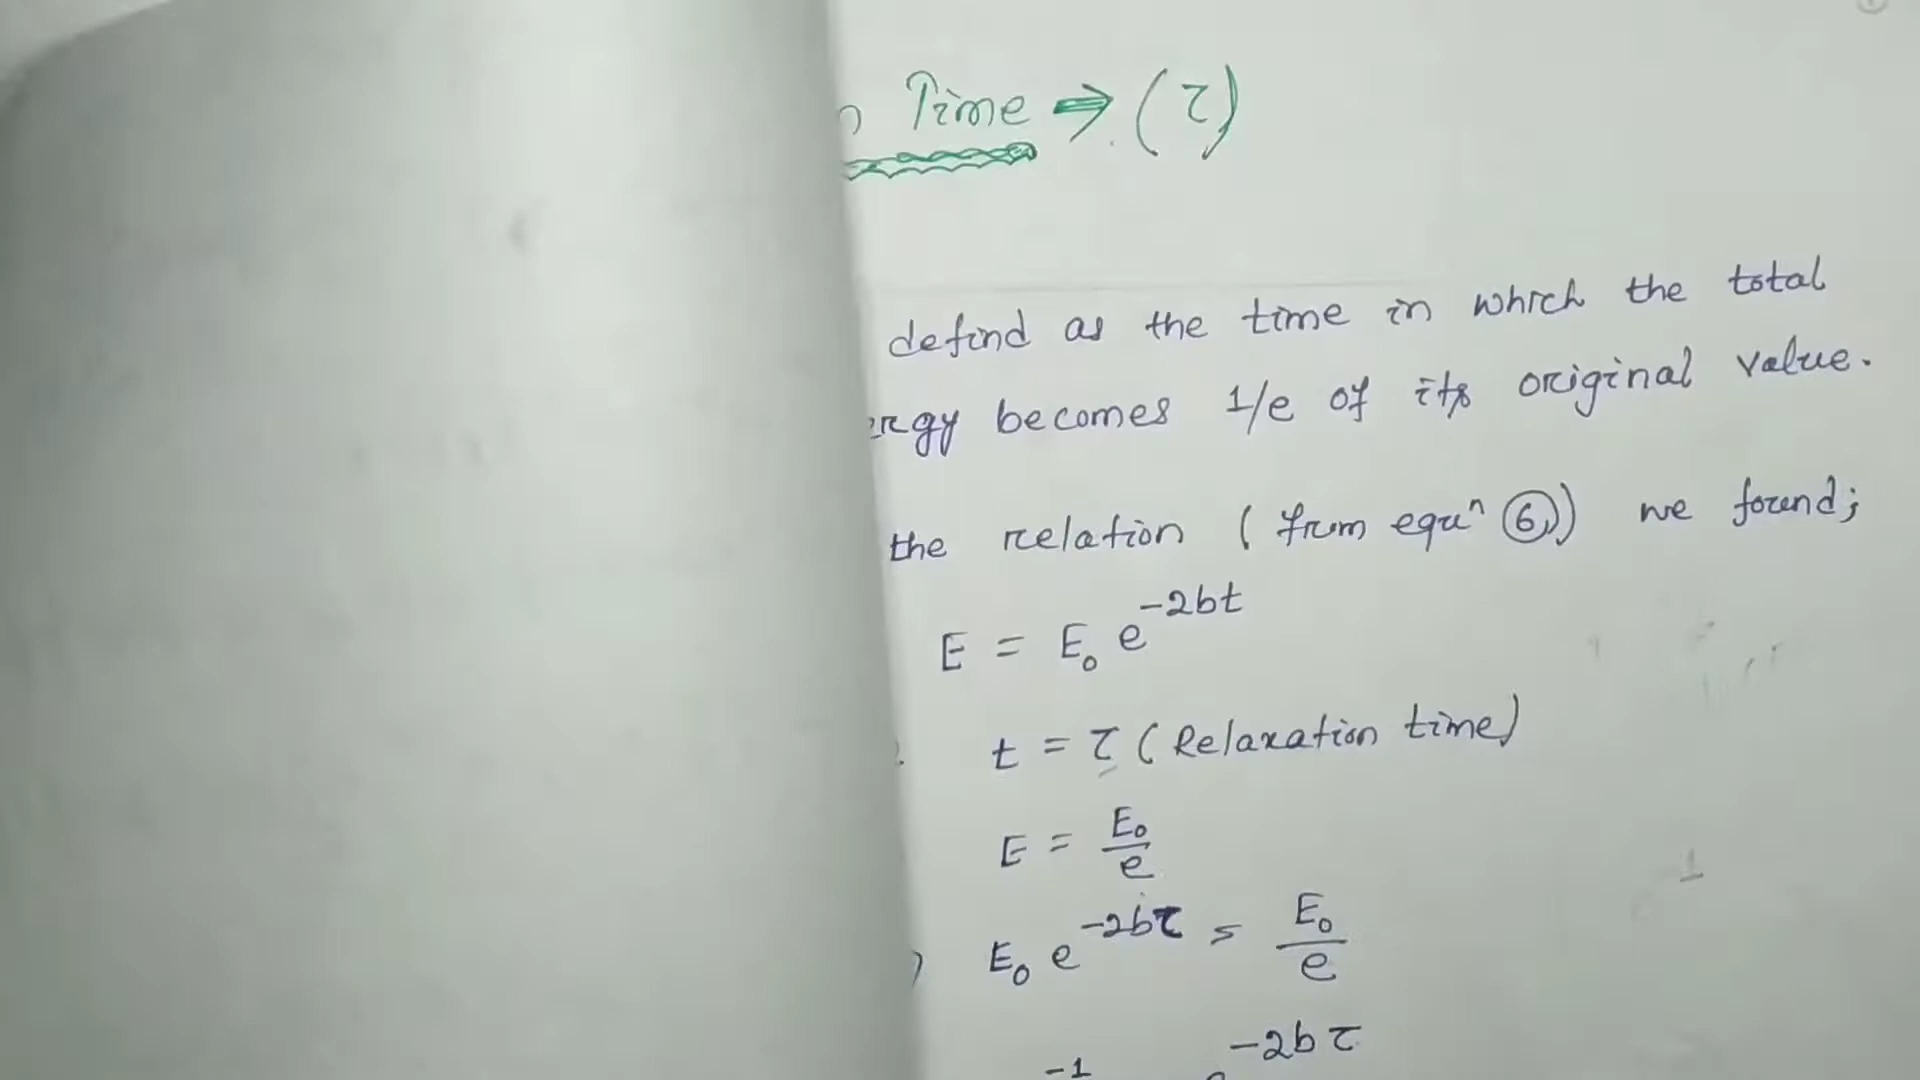 Time ⇒ (τ)
defind as the time in which the total
becomes 1/e of its original value.
the relation (from equⁿ ⑥) we found;
E = E₀ e^{-2bt}
t = τ (Relaxation time)
E = E₀/e
E₀ e^{-2bτ} = E₀/e
-1 -2bτ